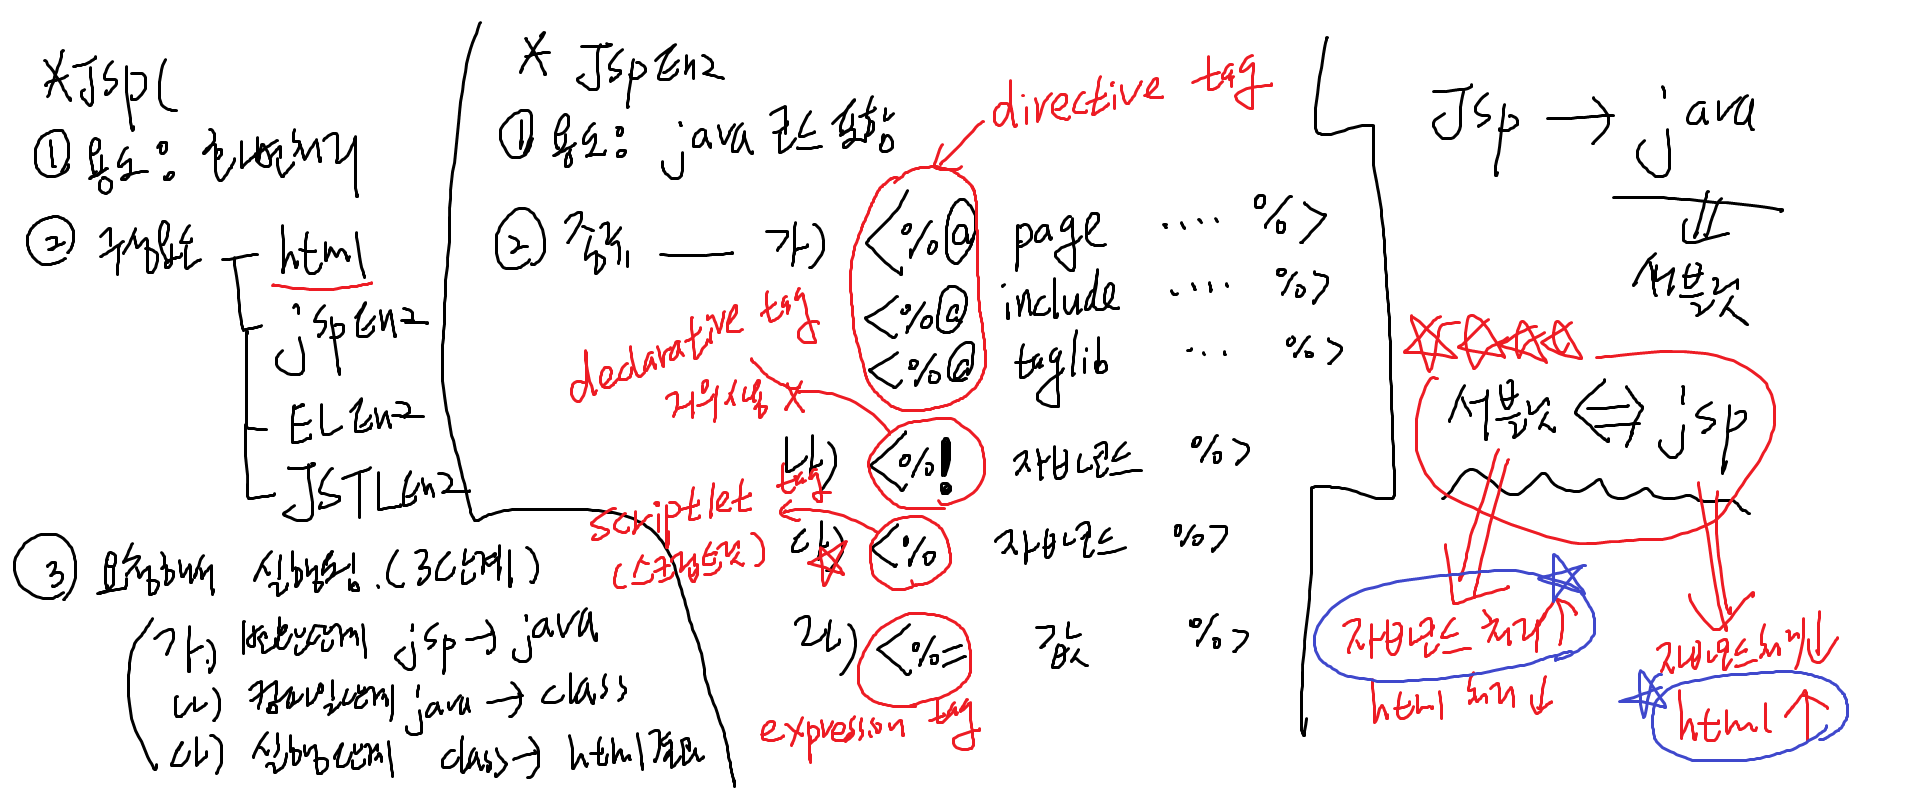 *JSP(
① 용도: 화면처리
② 구성요소 html
jsp태그
EL태그
JSTL태그
③ 요청해서 실행됨. (3단계)
가) 변환단계 jsp → java
나) 컴파일단계 java → class
다) 실행단계 class → html결과
* JSP태그
① 용도: java 코드 포함
② 종류 가) <%@ page .... %>
<%@ include .... %>
<%@ taglib ... %>
나) <%! 자바코드 %>
다) <% 자바코드 %>
라) <%= 값 %>
directive tag
declarative tag
거의사용 X
scriptlet tag
(스크립트릿)
expression tag
JSP → java
서블릿
서블릿 ⇔ jsp
자바코드 처리↑
html 처리↓
자바코드처리↓
html ↑